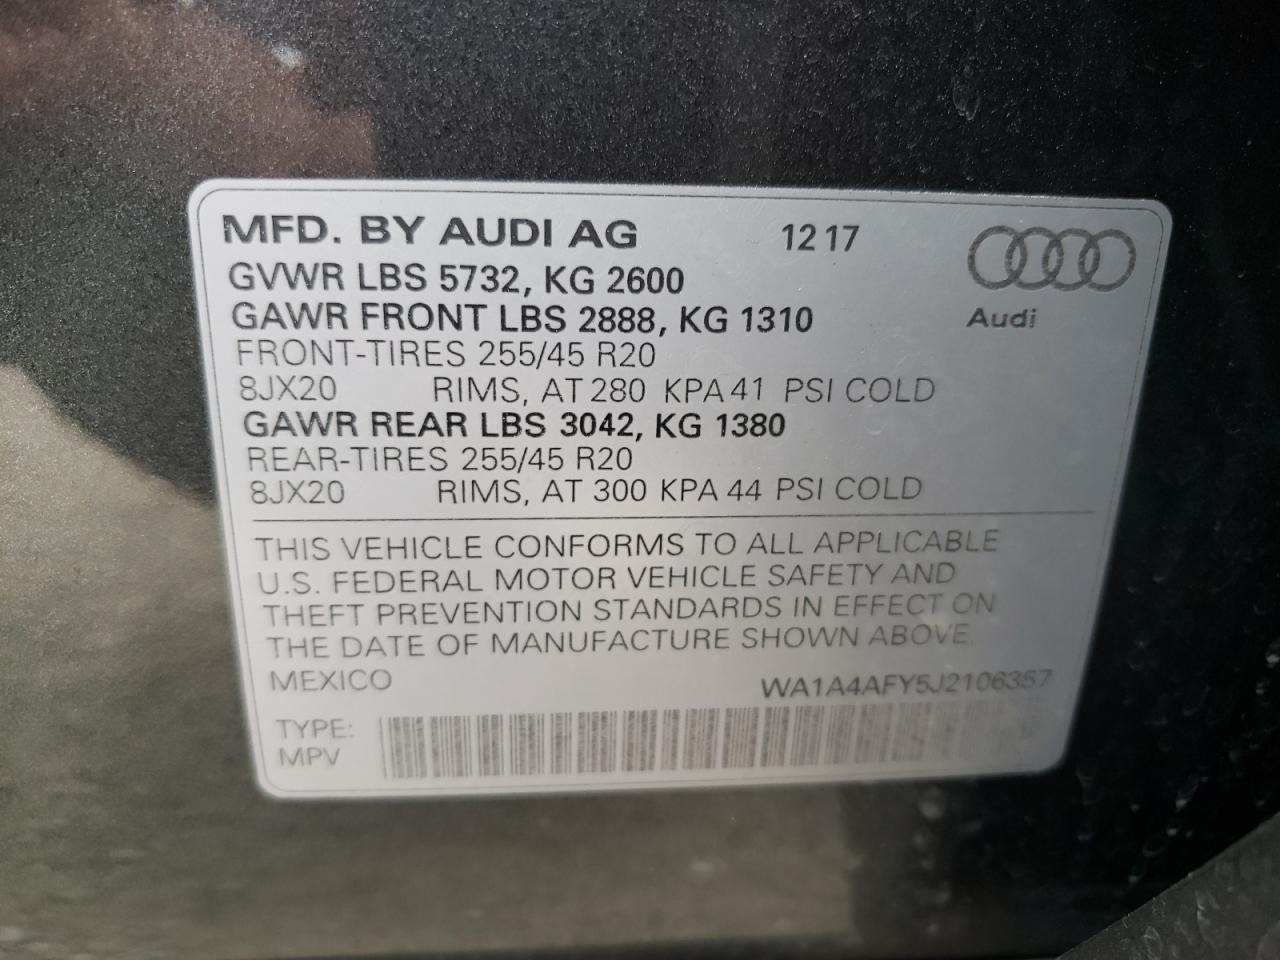 MFD. BY AUDI AG 12 17
GVWR LBS 5732, KG 2600
GAWR FRONT LBS 2888, KG 1310
Audi
FRONT-TIRES 255/45 R20
8JX20 RIMS, AT 280 KPA 41 PSI COLD
GAWR REAR LBS 3042, KG 1380
REAR-TIRES 255/45 R20
8JX20 RIMS, AT 300 KPA 44 PSI COLD
THIS VEHICLE CONFORMS TO ALL APPLICABLE
U.S. FEDERAL MOTOR VEHICLE SAFETY AND
THEFT PREVENTION STANDARDS IN EFFECT ON
THE DATE OF MANUFACTURE SHOWN ABOVE.
MEXICO WA1A4AFY5J2106357
TYPE:
MPV